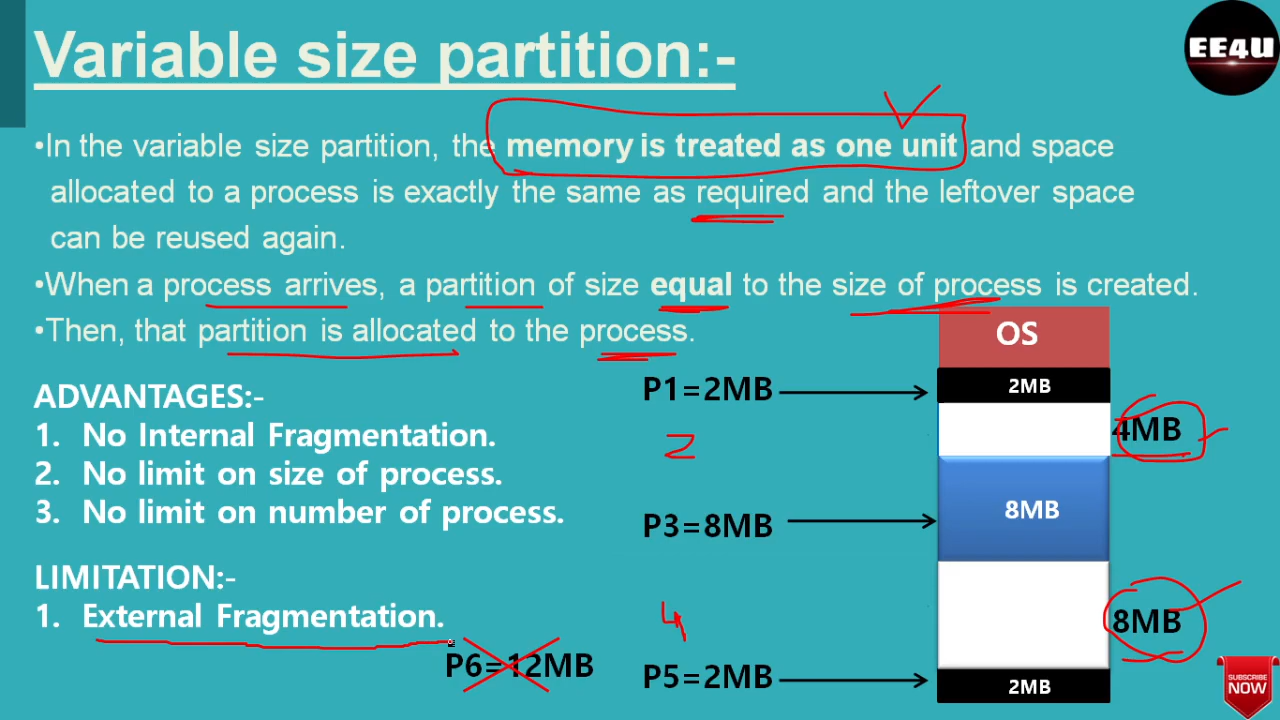 Variable size partition:-
EE4U
•In the variable size partition, the memory is treated as one unit and space
allocated to a process is exactly the same as required and the leftover space
can be reused again.
•When a process arrives, a partition of size equal to the size of process is created.
•Then, that partition is allocated to the process.
OS
ADVANTAGES:-
1. No Internal Fragmentation.
2. No limit on size of process.
3. No limit on number of process.
LIMITATION:-
1. External Fragmentation.
P6=12MB
P1=2MB
2MB
2
4MB
P3=8MB
8MB
4
8MB
P5=2MB
2MB
SUBSCRIBE
NOW